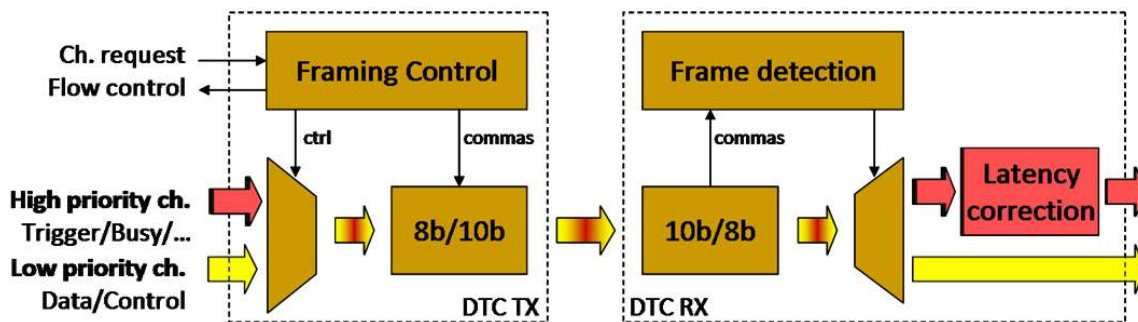 Ch. request
Flow control
Framing Control
Frame detection
ctrl
commas
commas
High priority ch.
Trigger/Busy/...
Low priority ch.
Data/Control
8b/10b
10b/8b
Latency
correction
DTC TX
DTC RX